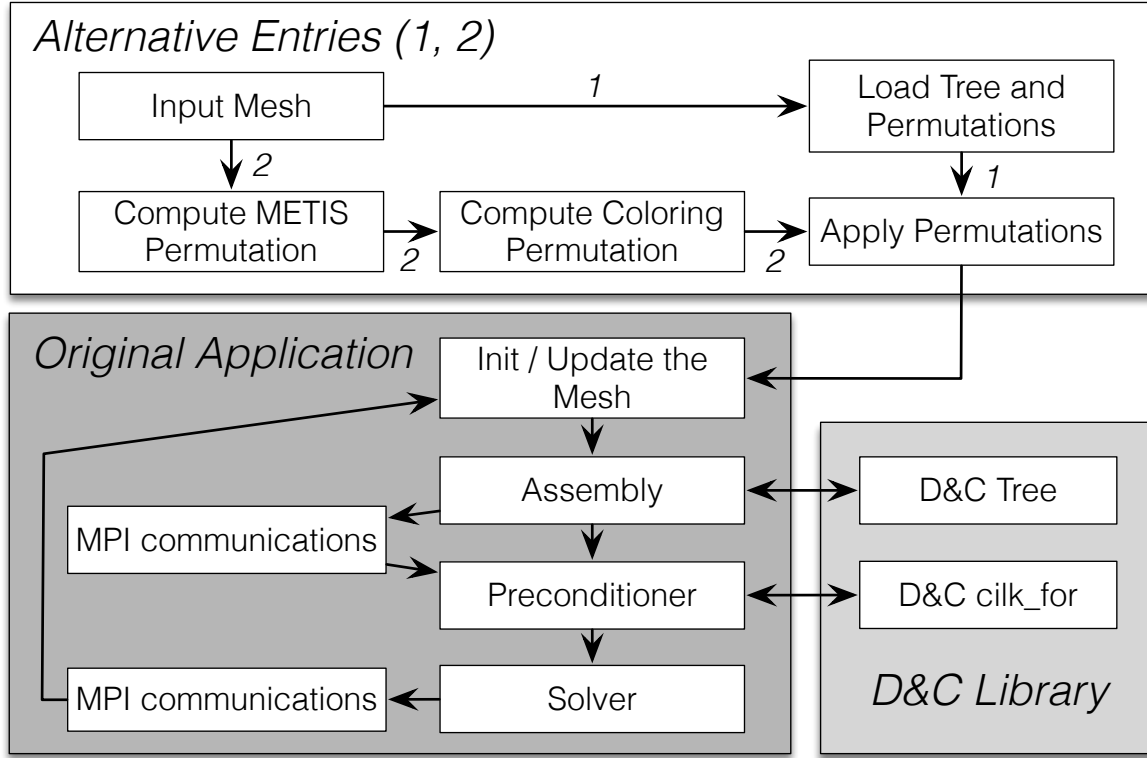 Alternative Entries (1, 2)
Input Mesh
1
Load Tree and
Permutations
2
1
Compute METIS
Permutation
2
Compute Coloring
Permutation
2
Apply Permutations
Original Application
Init / Update the
Mesh
Assembly
D&C Tree
MPI communications
Preconditioner
D&C cilk_for
MPI communications
Solver
D&C Library